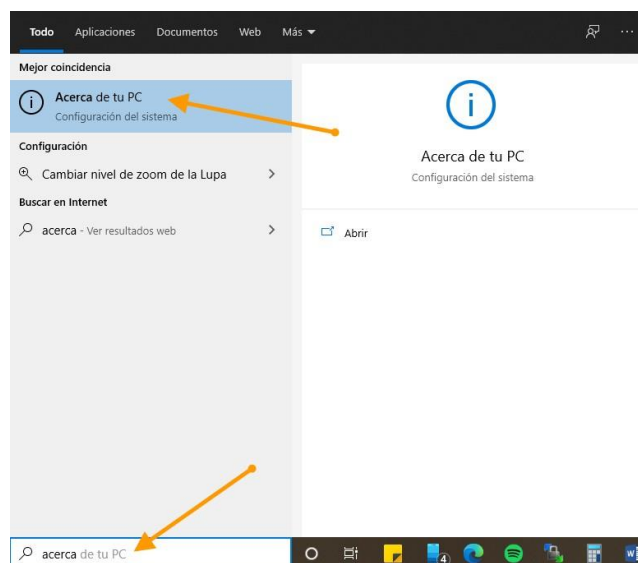 Todo Aplicaciones Documentos Web Más
Mejor coincidencia
Acerca de tu PC
Configuración del sistema
Configuración
Cambiar nivel de zoom de la Lupa
Buscar en Internet
acerca - Ver resultados web
Acerca de tu PC
Configuración del sistema
Abrir
acerca de tu PC
4
W